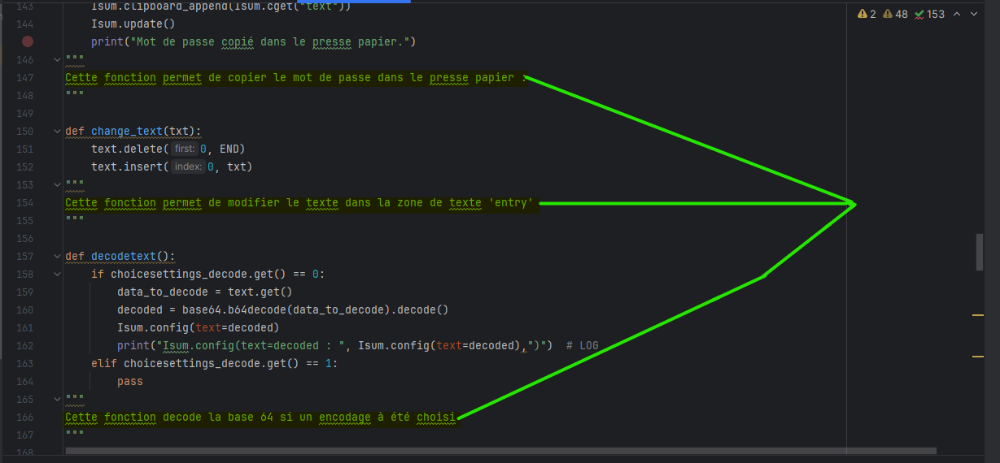 2 48 153
143 Isum.clipboard_append(Isum.cget("text"))
144 Isum.update()
print("Mot de passe copié dans le presse papier.")
146 """
147 Cette fonction permet de copier le mot de passe dans le presse papier :
148 """
149
150 def change_text(txt):
151 text.delete( first: 0, END)
152 text.insert( index: 0, txt)
153 """
154 Cette fonction permet de modifier le texte dans la zone de texte 'entry'
155 """
156
157 def decodetext():
158 if choicesettings_decode.get() == 0:
159 data_to_decode = text.get()
160 decoded = base64.b64decode(data_to_decode).decode()
161 Isum.config(text=decoded)
162 print("Isum.config(text=decoded : ", Isum.config(text=decoded),")") # LOG
163 elif choicesettings_decode.get() == 1:
164 pass
165 """
166 Cette fonction decode la base 64 si un encodage à été choisi
167 """
168